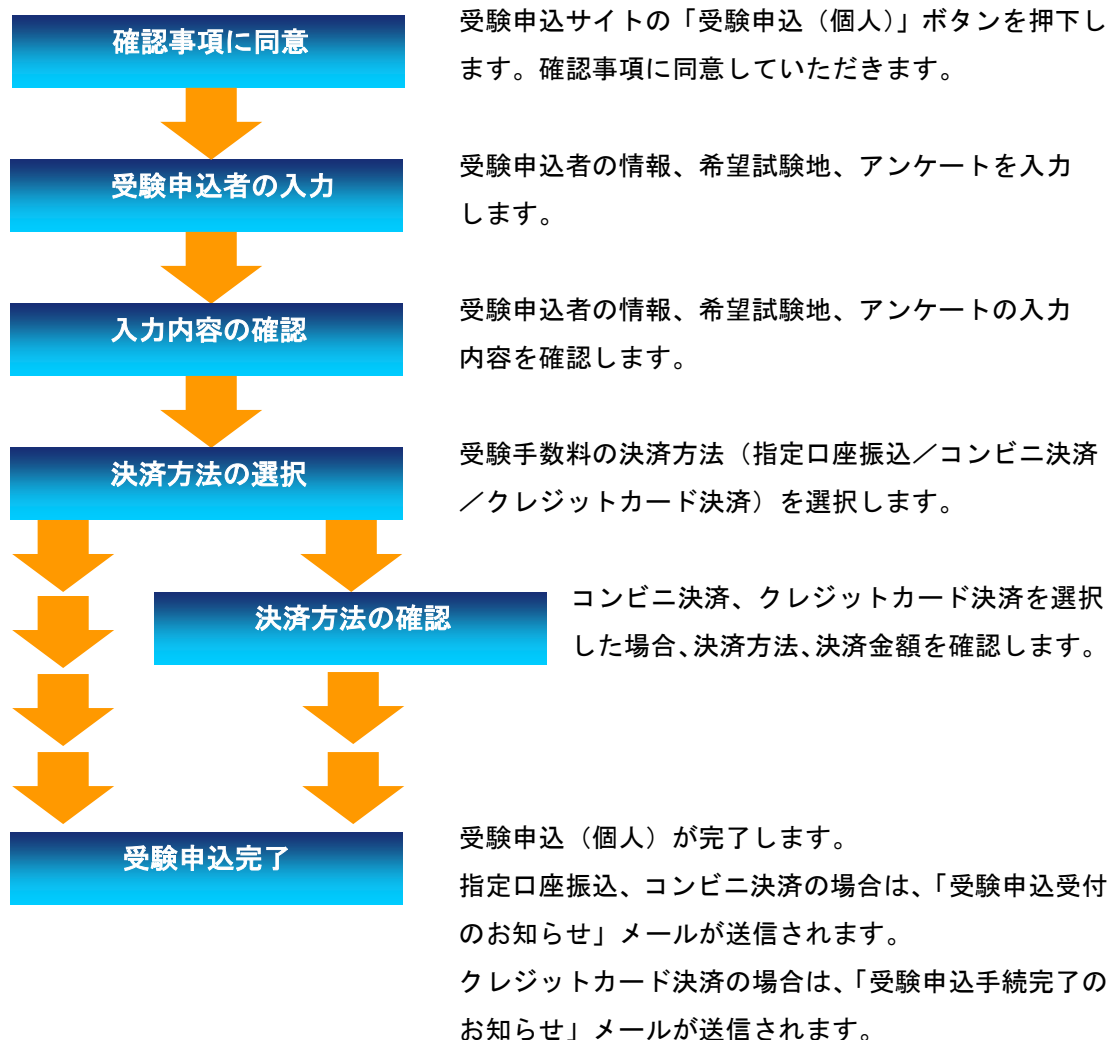 確認事項に同意
受験申込サイトの「受験申込（個人）」ボタンを押下し
ます。確認事項に同意していただきます。
受験申込者の入力
受験申込者の情報、希望試験地、アンケートを入力
します。
入力内容の確認
受験申込者の情報、希望試験地、アンケートの入力
内容を確認します。
決済方法の選択
受験手数料の決済方法（指定口座振込／コンビニ決済
／クレジットカード決済）を選択します。
決済方法の確認
コンビニ決済、クレジットカード決済を選択
した場合、決済方法、決済金額を確認します。
受験申込完了
受験申込（個人）が完了します。
指定口座振込、コンビニ決済の場合は、「受験申込受付
のお知らせ」メールが送信されます。
クレジットカード決済の場合は、「受験申込手続完了の
お知らせ」メールが送信されます。